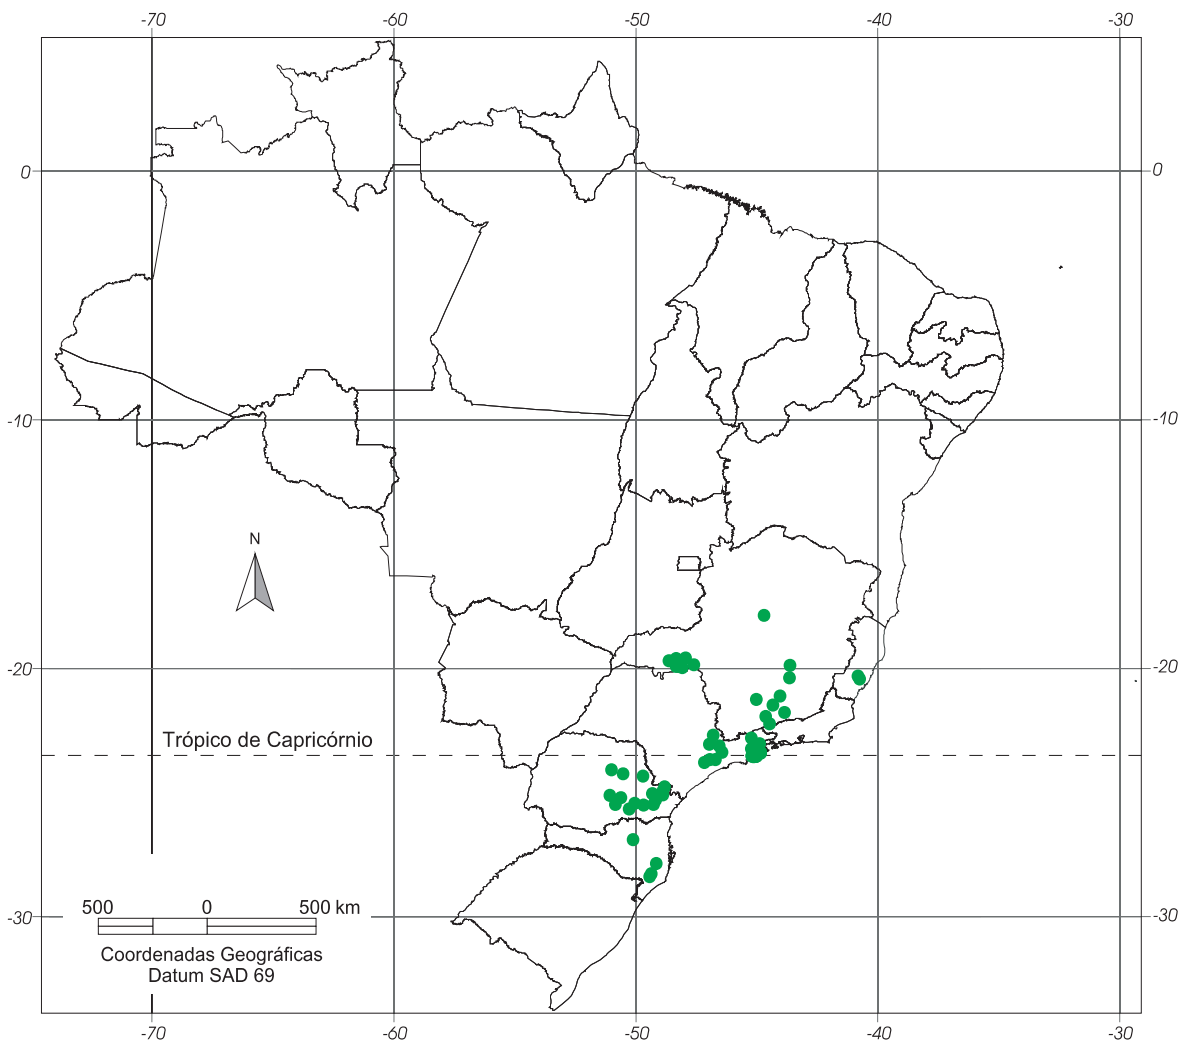 -70 -60 -50 -40 -30
0 0
-10 -10
N
-20 -20
Trópico de Capricórnio
500 0 500 km
-30 -30
Coordenadas Geográficas
Datum SAD 69
-70 -60 -50 -40 -30